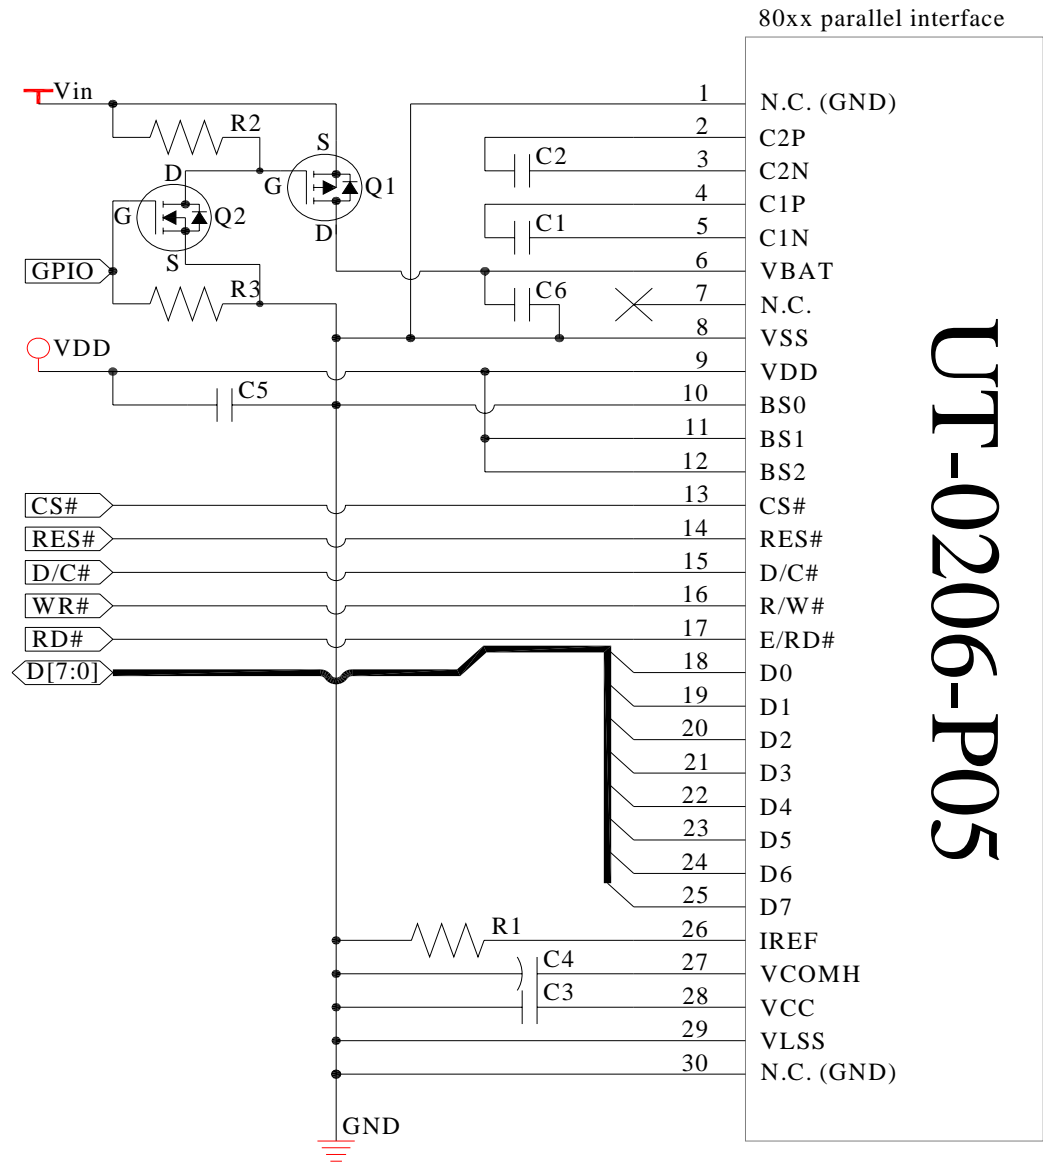 80xx parallel interface
Vin
R2
S
D
G
Q1
G
Q2
D
S
GPIO
R3
VDD
C5
C2
C1
C6
CS#
RES#
D/C#
WR#
RD#
D[7:0]
R1
C4
C3
GND
1 N.C. (GND)
2 C2P
3 C2N
4 C1P
5 C1N
6 VBAT
7 N.C.
8 VSS
9 VDD
10 BS0
11 BS1
12 BS2
13 CS#
14 RES#
15 D/C#
16 R/W#
17 E/RD#
18 D0
19 D1
20 D2
21 D3
22 D4
23 D5
24 D6
25 D7
26 IREF
27 VCOMH
28 VCC
29 VLSS
30 N.C. (GND)
UT-0206-P05